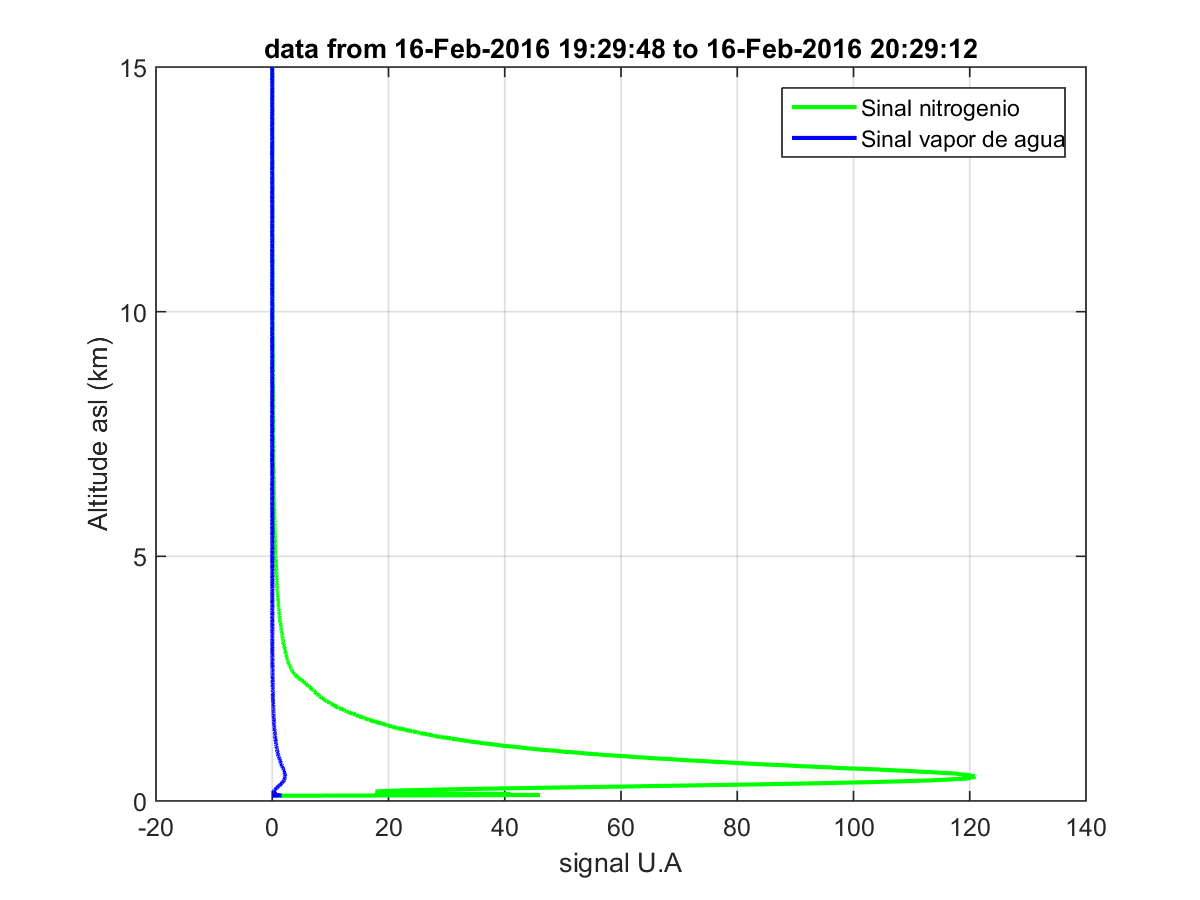 data from 16-Feb-2016 19:29:48 to 16-Feb-2016 20:29:12
Sinal nitrogenio
Sinal vapor de agua
15
10
5
0
Altitude asl (km)
-20 0 20 40 60 80 100 120 140
signal U.A